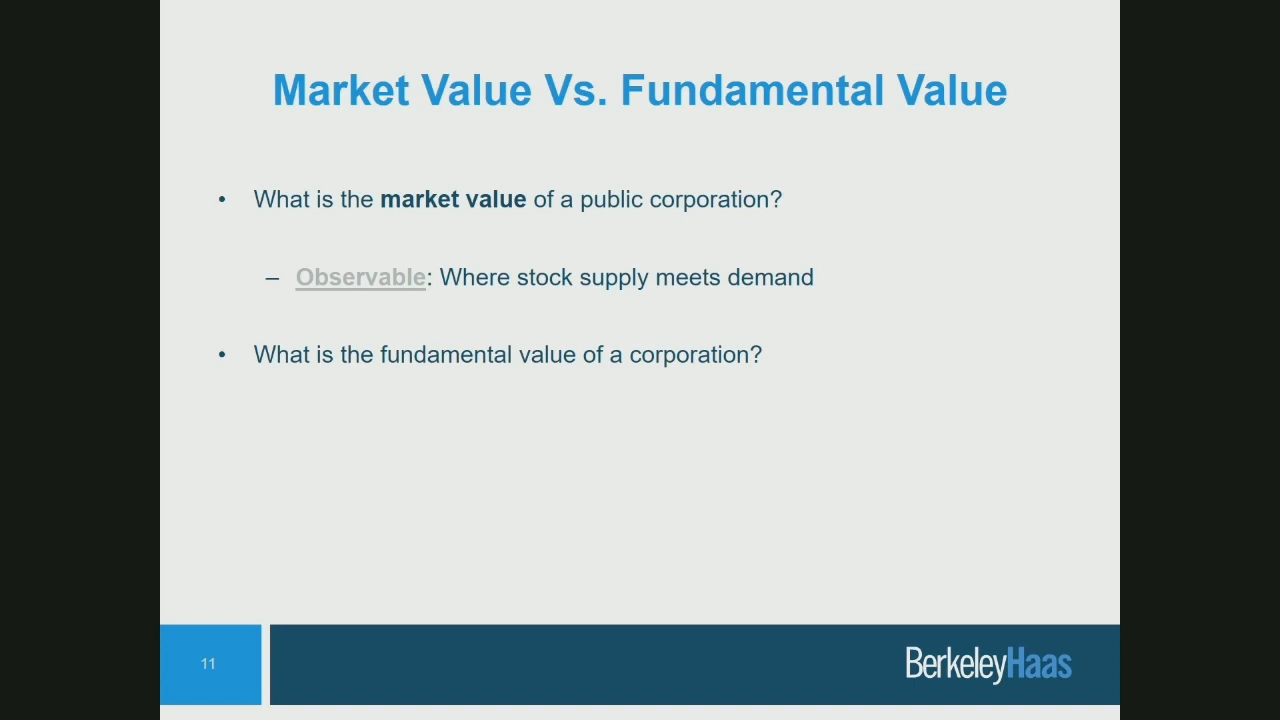 Market Value Vs. Fundamental Value
• What is the market value of a public corporation?
– Observable: Where stock supply meets demand
• What is the fundamental value of a corporation?
11
BerkeleyHaas